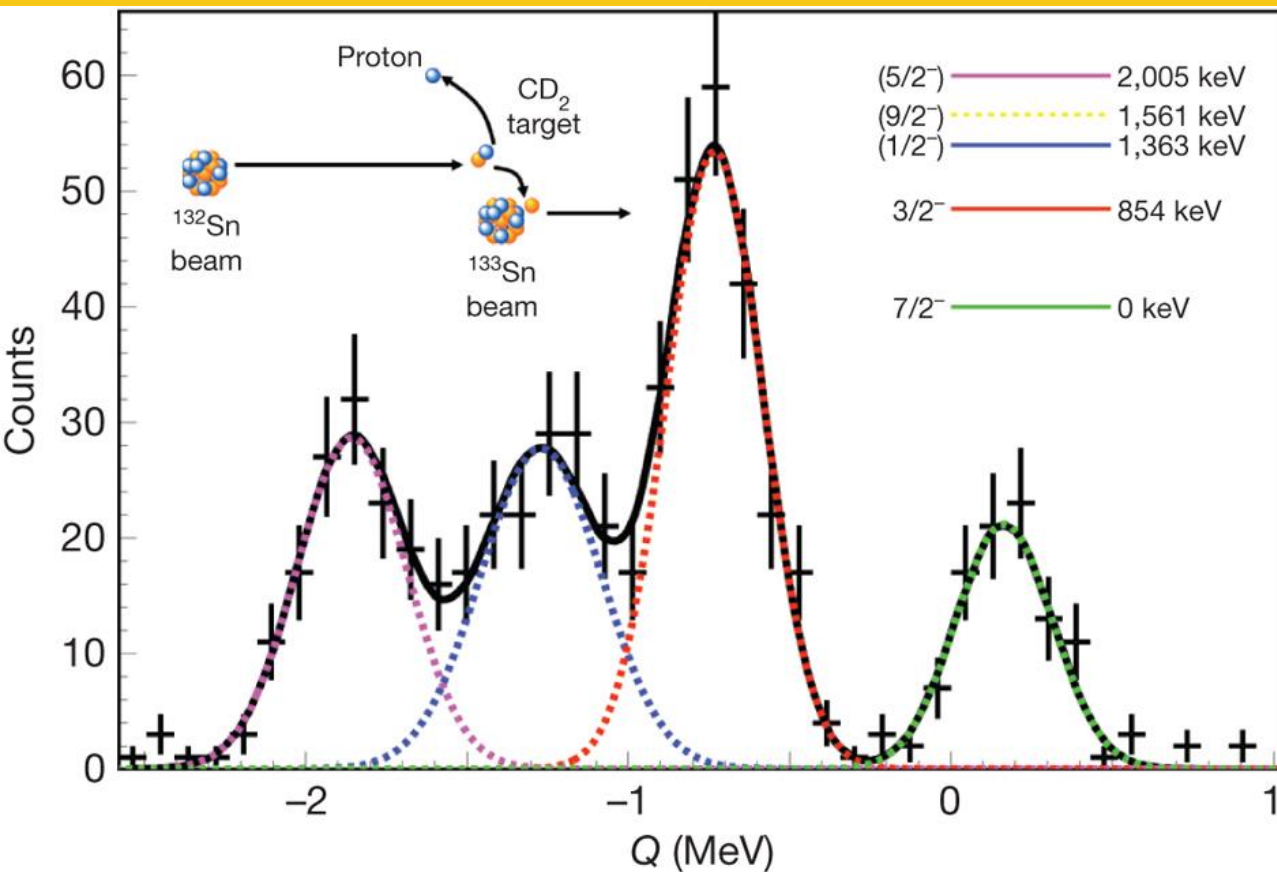 Proton
CD2
target
132Sn
beam
133Sn
beam
(5/2−) 2,005 keV
(9/2−) 1,561 keV
(1/2−) 1,363 keV
3/2− 854 keV
7/2− 0 keV
Counts
60
50
40
30
20
10
0
−2 −1 0 1
Q (MeV)